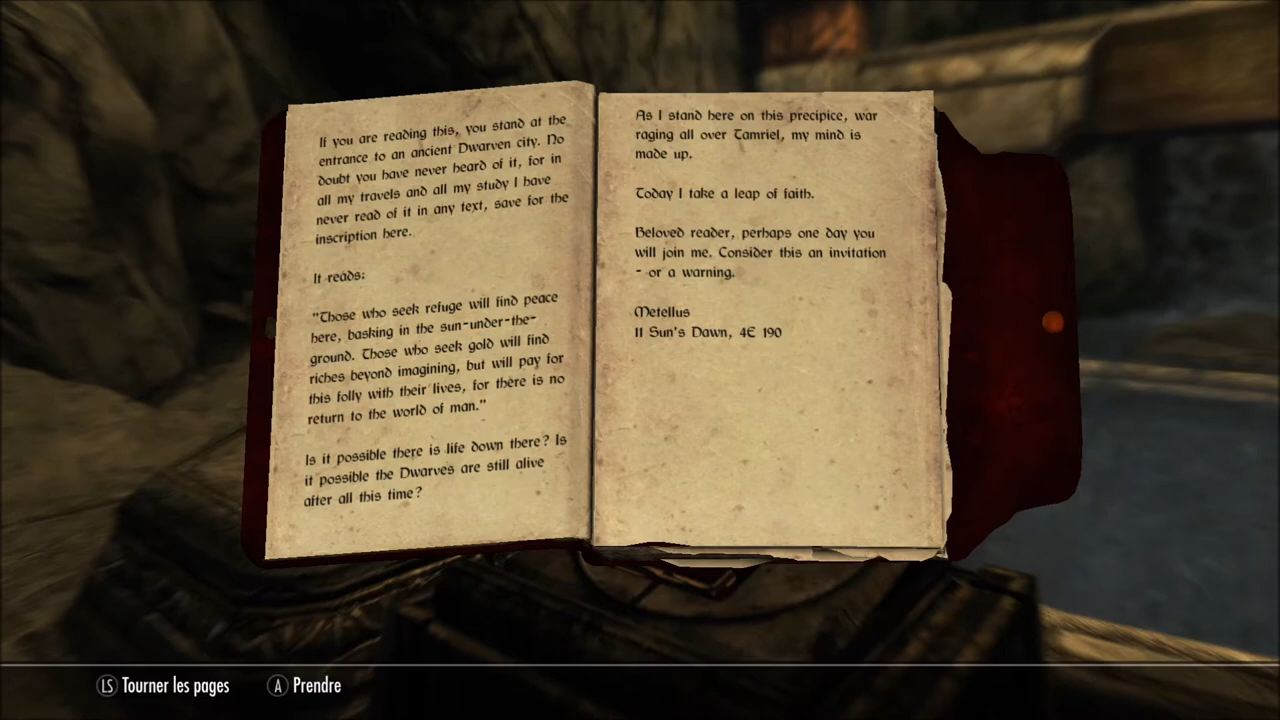 If you are reading this, you stand at the
entrance to an ancient Dwarven city. No
doubt you have never heard of it, for in
all my travels and all my study I have
never read of it in any text, save for the
inscription here.
It reads:
"Those who seek refuge will find peace
here, basking in the sun-under-the-
ground. Those who seek gold will find
riches beyond imagining, but will pay for
this folly with their lives, for there is no
return to the world of man."
Is it possible there is life down there? Is
it possible the Dwarves are still alive
after all this time?
As I stand here on this precipice, war
raging all over Tamriel, my mind is
made up.
Today I take a leap of faith.
Beloved reader, perhaps one day you
will join me. Consider this an invitation
- or a warning.
Metellus
11 Sun's Dawn, 4E 190
LS Tourner les pages
A Prendre